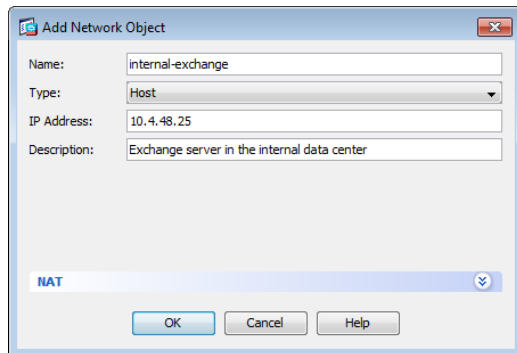 Add Network Object
Name: internal-exchange
Type: Host
IP Address: 10.4.48.25
Description: Exchange server in the internal data center
NAT
OK Cancel Help